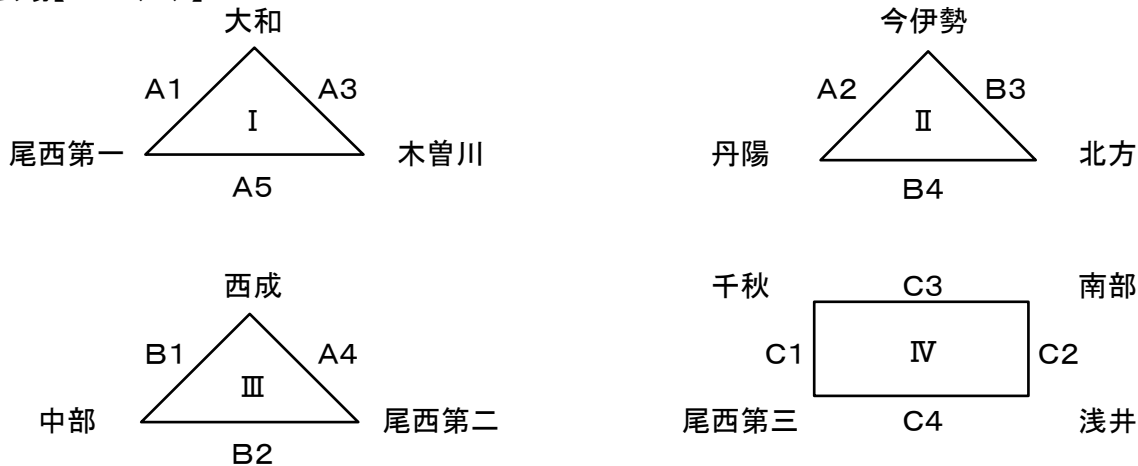 大和
今伊勢
A1
A3
A2
B3
Ⅰ
Ⅱ
尾西第一
木曽川
丹陽
北方
A5
B4
西成
千秋
C3
南部
B1
A4
C1
Ⅳ
C2
Ⅲ
中部
尾西第二
尾西第三
C4
浅井
B2